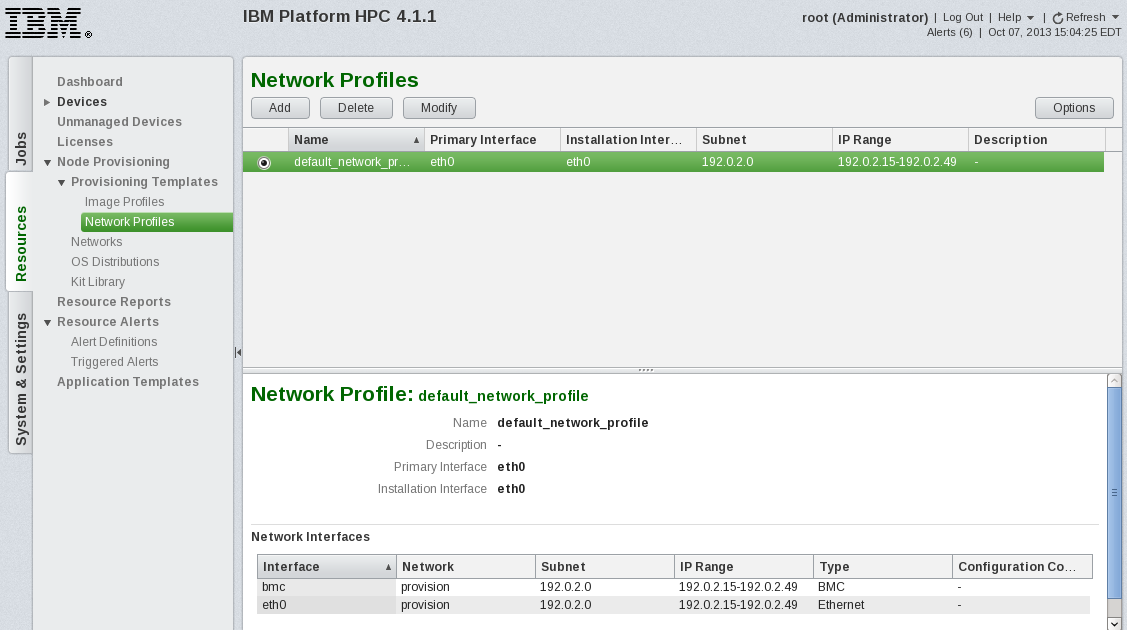 IBM
IBM Platform HPC 4.1.1
root (Administrator) | Log Out | Help | Refresh
Alerts (6) | Oct 07, 2013 15:04:25 EDT
Jobs
Resources
System & Settings
Dashboard
Devices
Unmanaged Devices
Licenses
Node Provisioning
Provisioning Templates
Image Profiles
Network Profiles
Networks
OS Distributions
Kit Library
Resource Reports
Resource Alerts
Alert Definitions
Triggered Alerts
Application Templates
Network Profiles
Add Delete Modify Options
Name Primary Interface Installation Inter... Subnet IP Range Description
default_network_pr... eth0 eth0 192.0.2.0 192.0.2.15-192.0.2.49 -
Network Profile: default_network_profile
Name default_network_profile
Description -
Primary Interface eth0
Installation Interface eth0
Network Interfaces
Interface Network Subnet IP Range Type Configuration Co...
bmc provision 192.0.2.0 192.0.2.15-192.0.2.49 BMC -
eth0 provision 192.0.2.0 192.0.2.15-192.0.2.49 Ethernet -